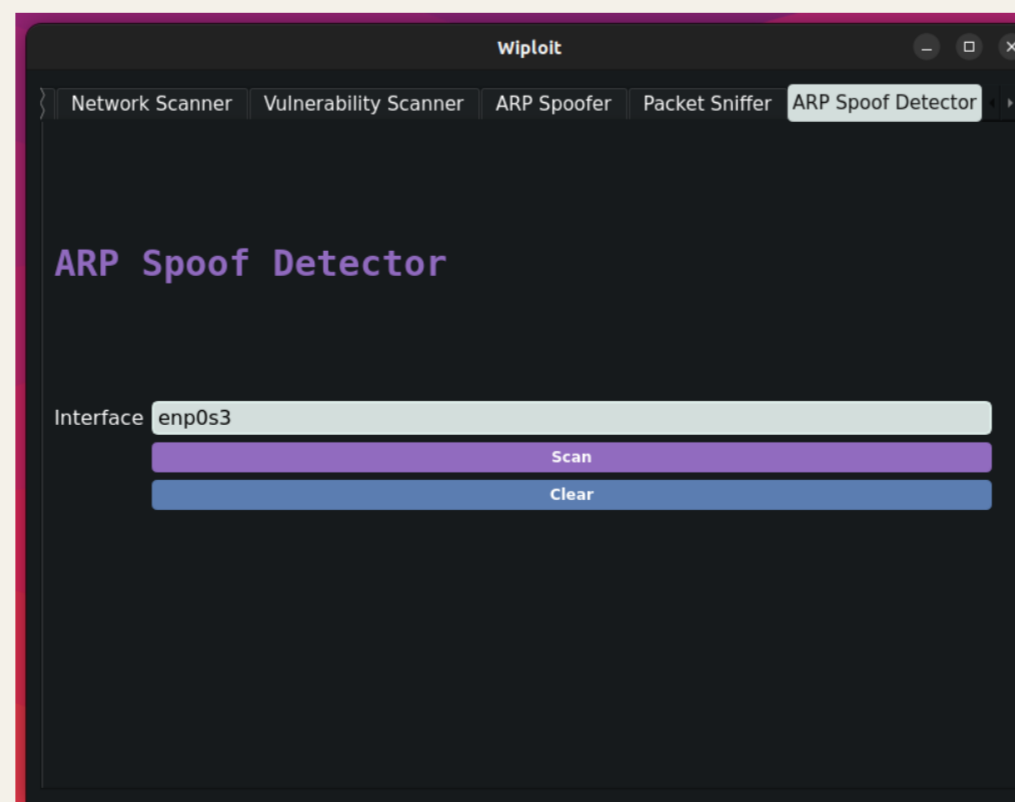 Wiploit
Network Scanner Vulnerability Scanner ARP Spoofer Packet Sniffer ARP Spoof Detector
ARP Spoof Detector
Interface enp0s3
Scan
Clear